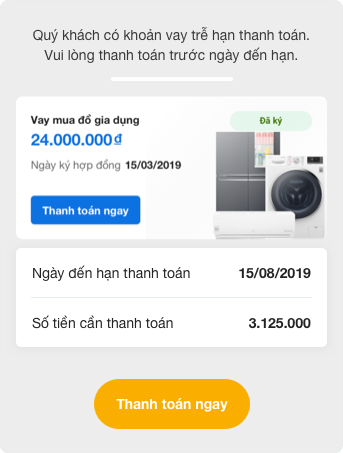 Quý khách có khoản vay trễ hạn thanh toán.
Vui lòng thanh toán trước ngày đến hạn.
Vay mua đồ gia dụng
Đã ký
24.000.000₫
Ngày ký hợp đồng 15/03/2019
Thanh toán ngay
Ngày đến hạn thanh toán 15/08/2019
Số tiền cần thanh toán 3.125.000
Thanh toán ngay